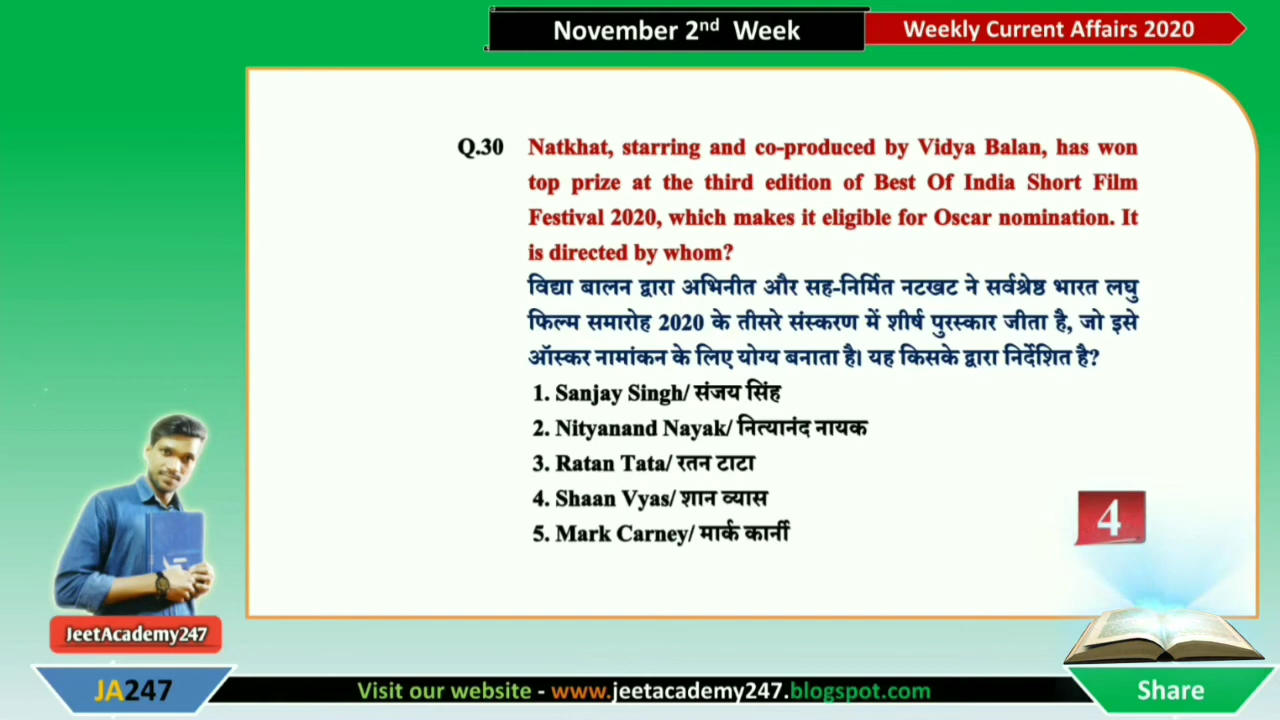 November 2nd Week
Weekly Current Affairs 2020
Q.30 Natkhat, starring and co-produced by Vidya Balan, has won
top prize at the third edition of Best Of India Short Film
Festival 2020, which makes it eligible for Oscar nomination. It
is directed by whom?
विद्या बालन द्वारा अभिनीत और सह-निर्मित नटखट ने सर्वश्रेष्ठ भारत लघु
फिल्म समारोह 2020 के तीसरे संस्करण में शीर्ष पुरस्कार जीता है, जो इसे
ऑस्कर नामांकन के लिए योग्य बनाता है। यह किसके द्वारा निर्देशित है?
1. Sanjay Singh/ संजय सिंह
2. Nityanand Nayak/ नित्यानंद नायक
3. Ratan Tata/ रतन टाटा
4. Shaan Vyas/ शान व्यास
5. Mark Carney/ मार्क कार्नी
4
JeetAcademy247
JA247
Visit our website - www.jeetacademy247.blogspot.com
Share